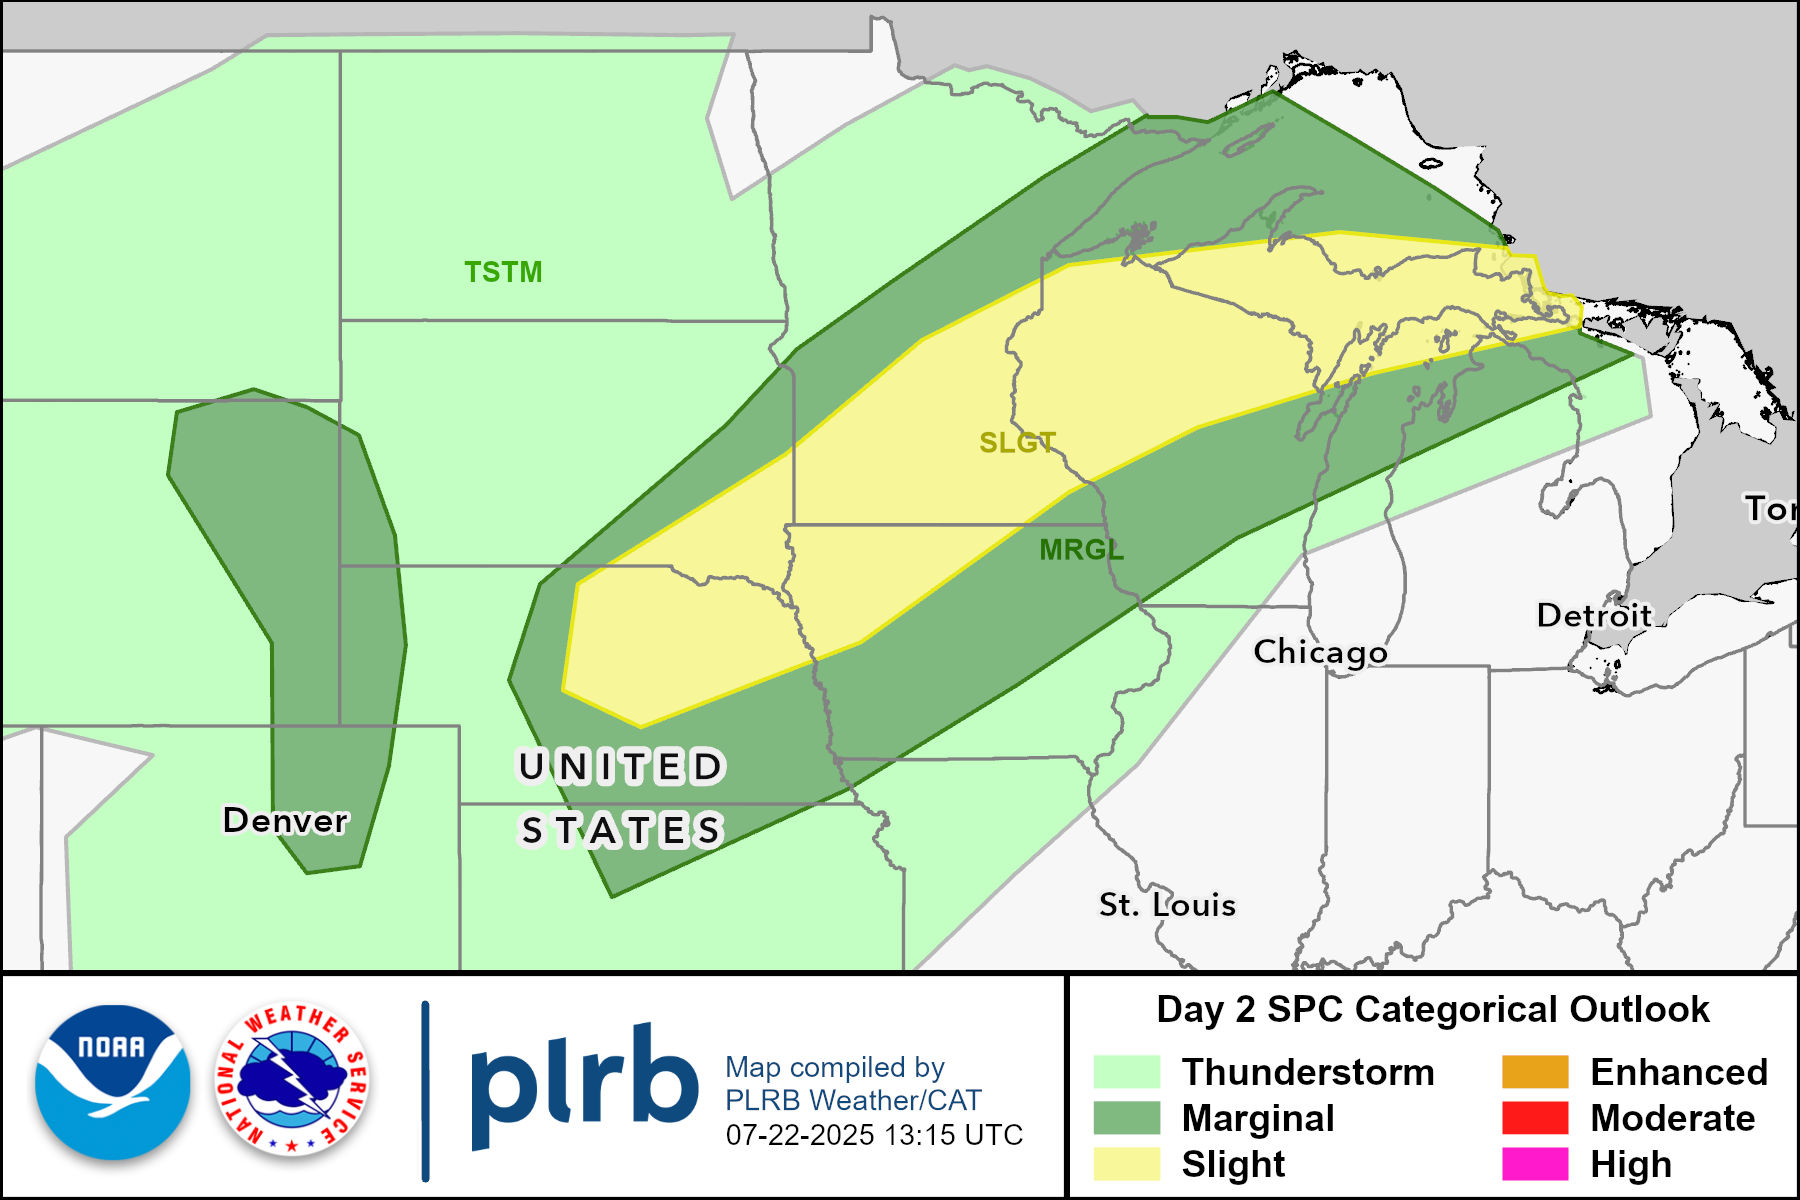 TSTM
SLGT
MRGL
Tor
Detroit
Chicago
UNITED
STATES
Denver
St. Louis
NOAA
NATIONAL WEATHER SERVICE
plrb
Map compiled by
PLRB Weather/CAT
07-22-2025 13:15 UTC
Day 2 SPC Categorical Outlook
Thunderstorm
Marginal
Slight
Enhanced
Moderate
High